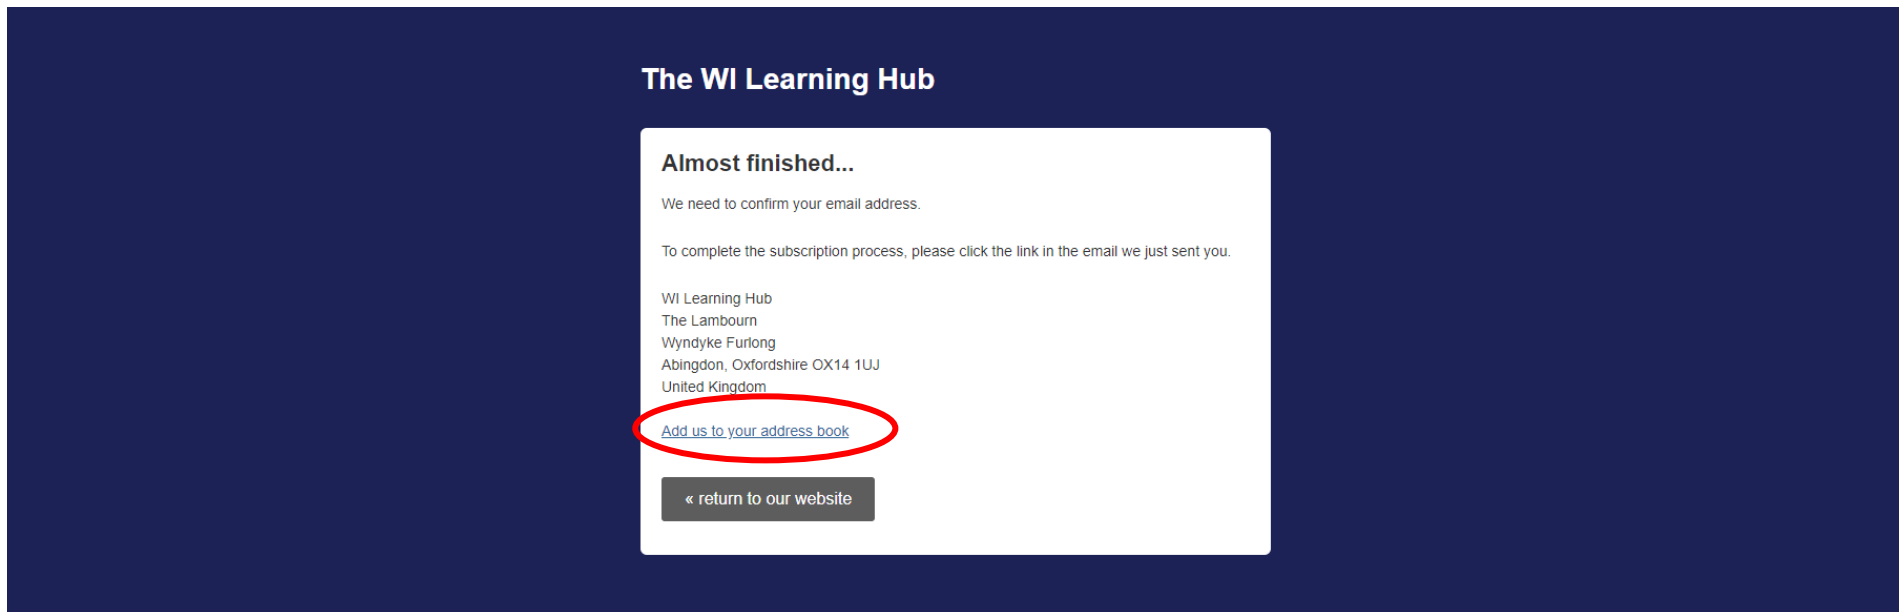 The WI Learning Hub
Almost finished...
We need to confirm your email address.
To complete the subscription process, please click the link in the email we just sent you.
WI Learning Hub
The Lambourn
Wyndyke Furlong
Abingdon, Oxfordshire OX14 1UJ
United Kingdom
Add us to your address book
« return to our website